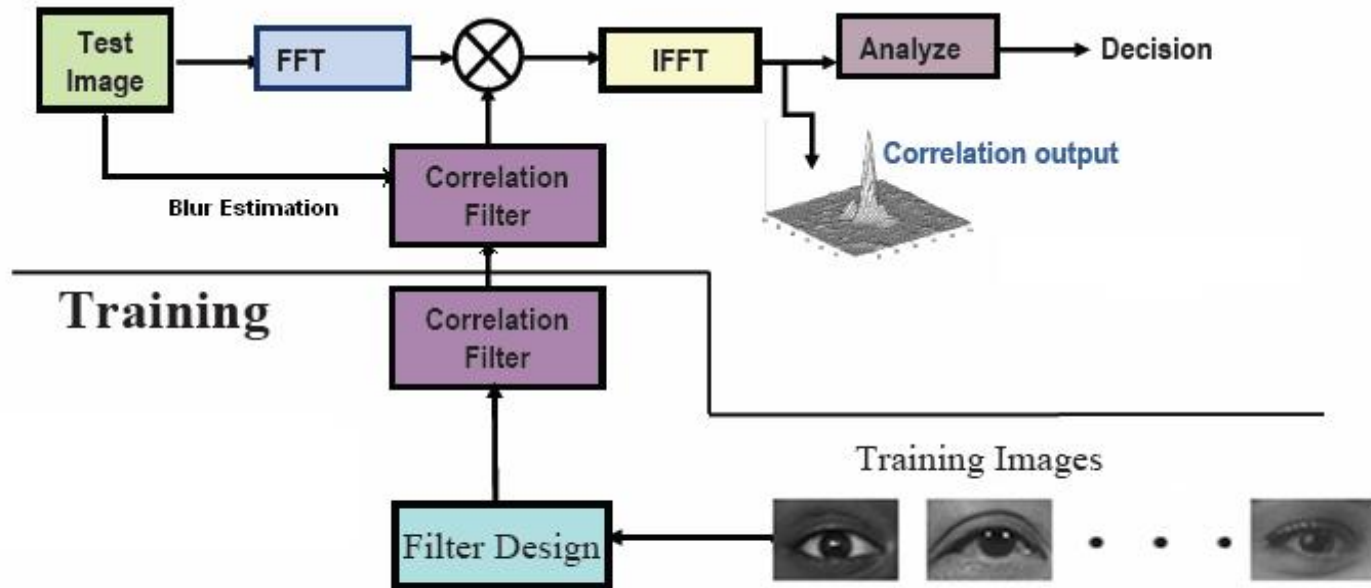 Test
Image
FFT
IFFT
Analyze
Decision
Correlation output
Correlation
Filter
Blur Estimation
Training
Correlation
Filter
Training Images
Filter Design